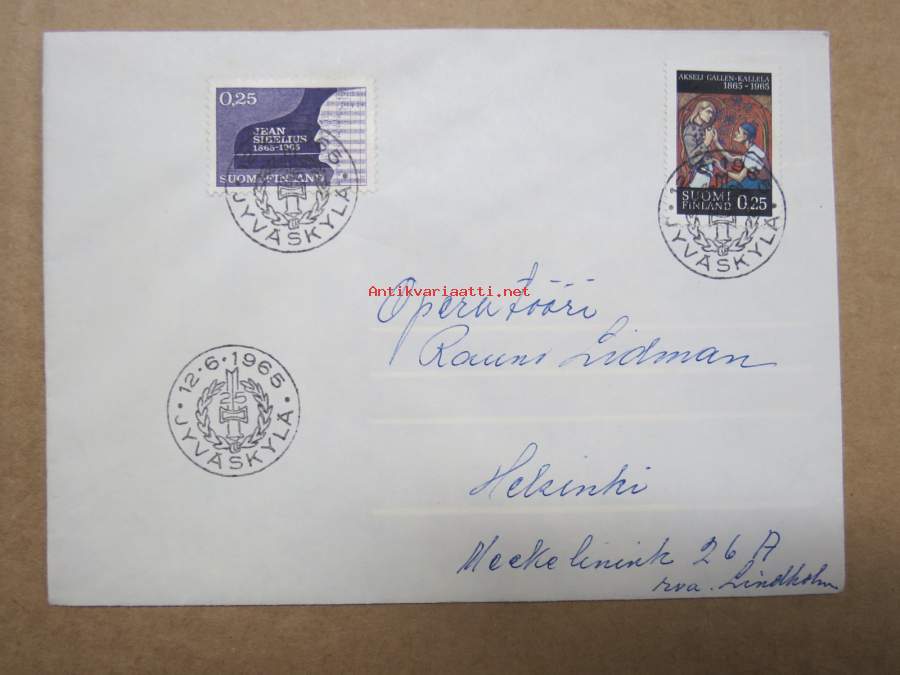 0,25
JEAN
SIBELIUS
1865-1965
SUOMI-FINLAND
JYVÄSKYLÄ
AKSELI GALLEN-KALLELA
1865-1965
SUOMI
FINLAND 0.25
JYVÄSKYLÄ
Antikvariaatti.net
Operatööri
Rauni Lidman
12.6.1965
25
JYVÄSKYLÄ
Helsinki
Meckelinink 26 A
rva. Lindholm